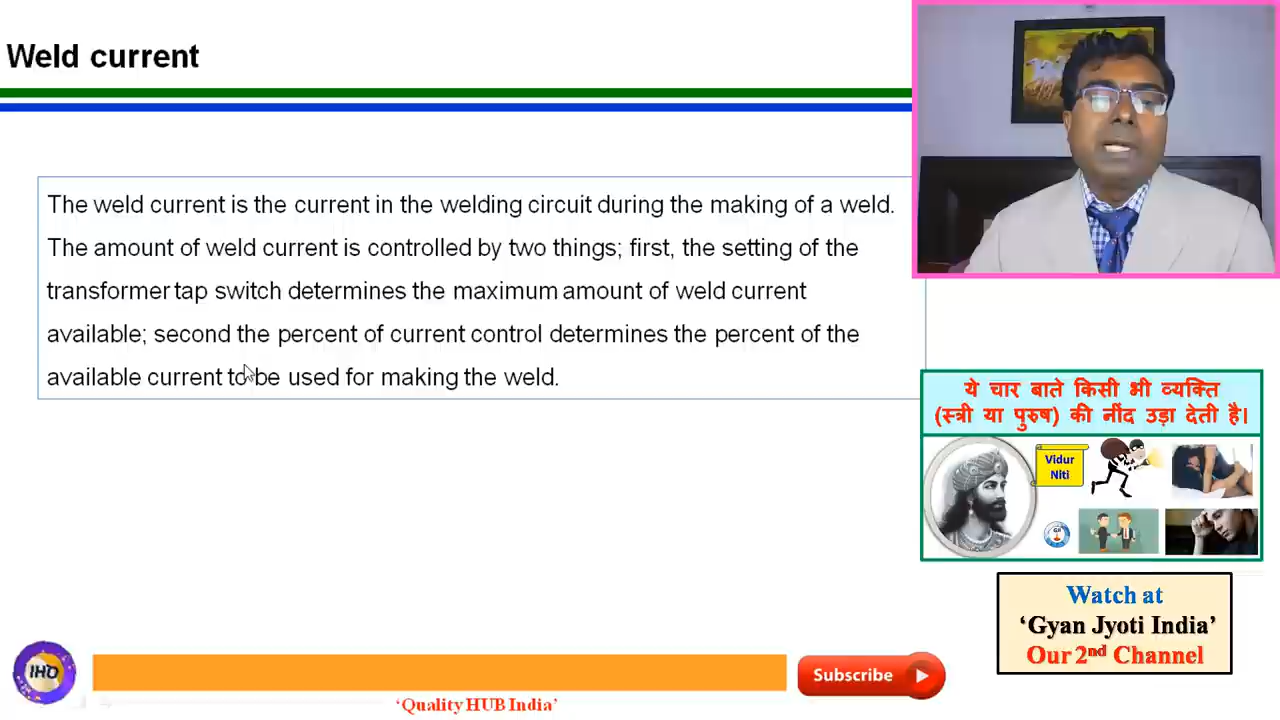 Weld current
The weld current is the current in the welding circuit during the making of a weld.
The amount of weld current is controlled by two things; first, the setting of the
transformer tap switch determines the maximum amount of weld current
available; second the percent of current control determines the percent of the
available current to be used for making the weld.
ये चार बाते किसी भी व्यक्ति
(स्त्री या पुरुष) की नींद उड़ा देती है।
Vidur
Niti
Watch at
‘Gyan Jyoti India’
Our 2nd Channel
IHQ
Subscribe
‘Quality HUB India’